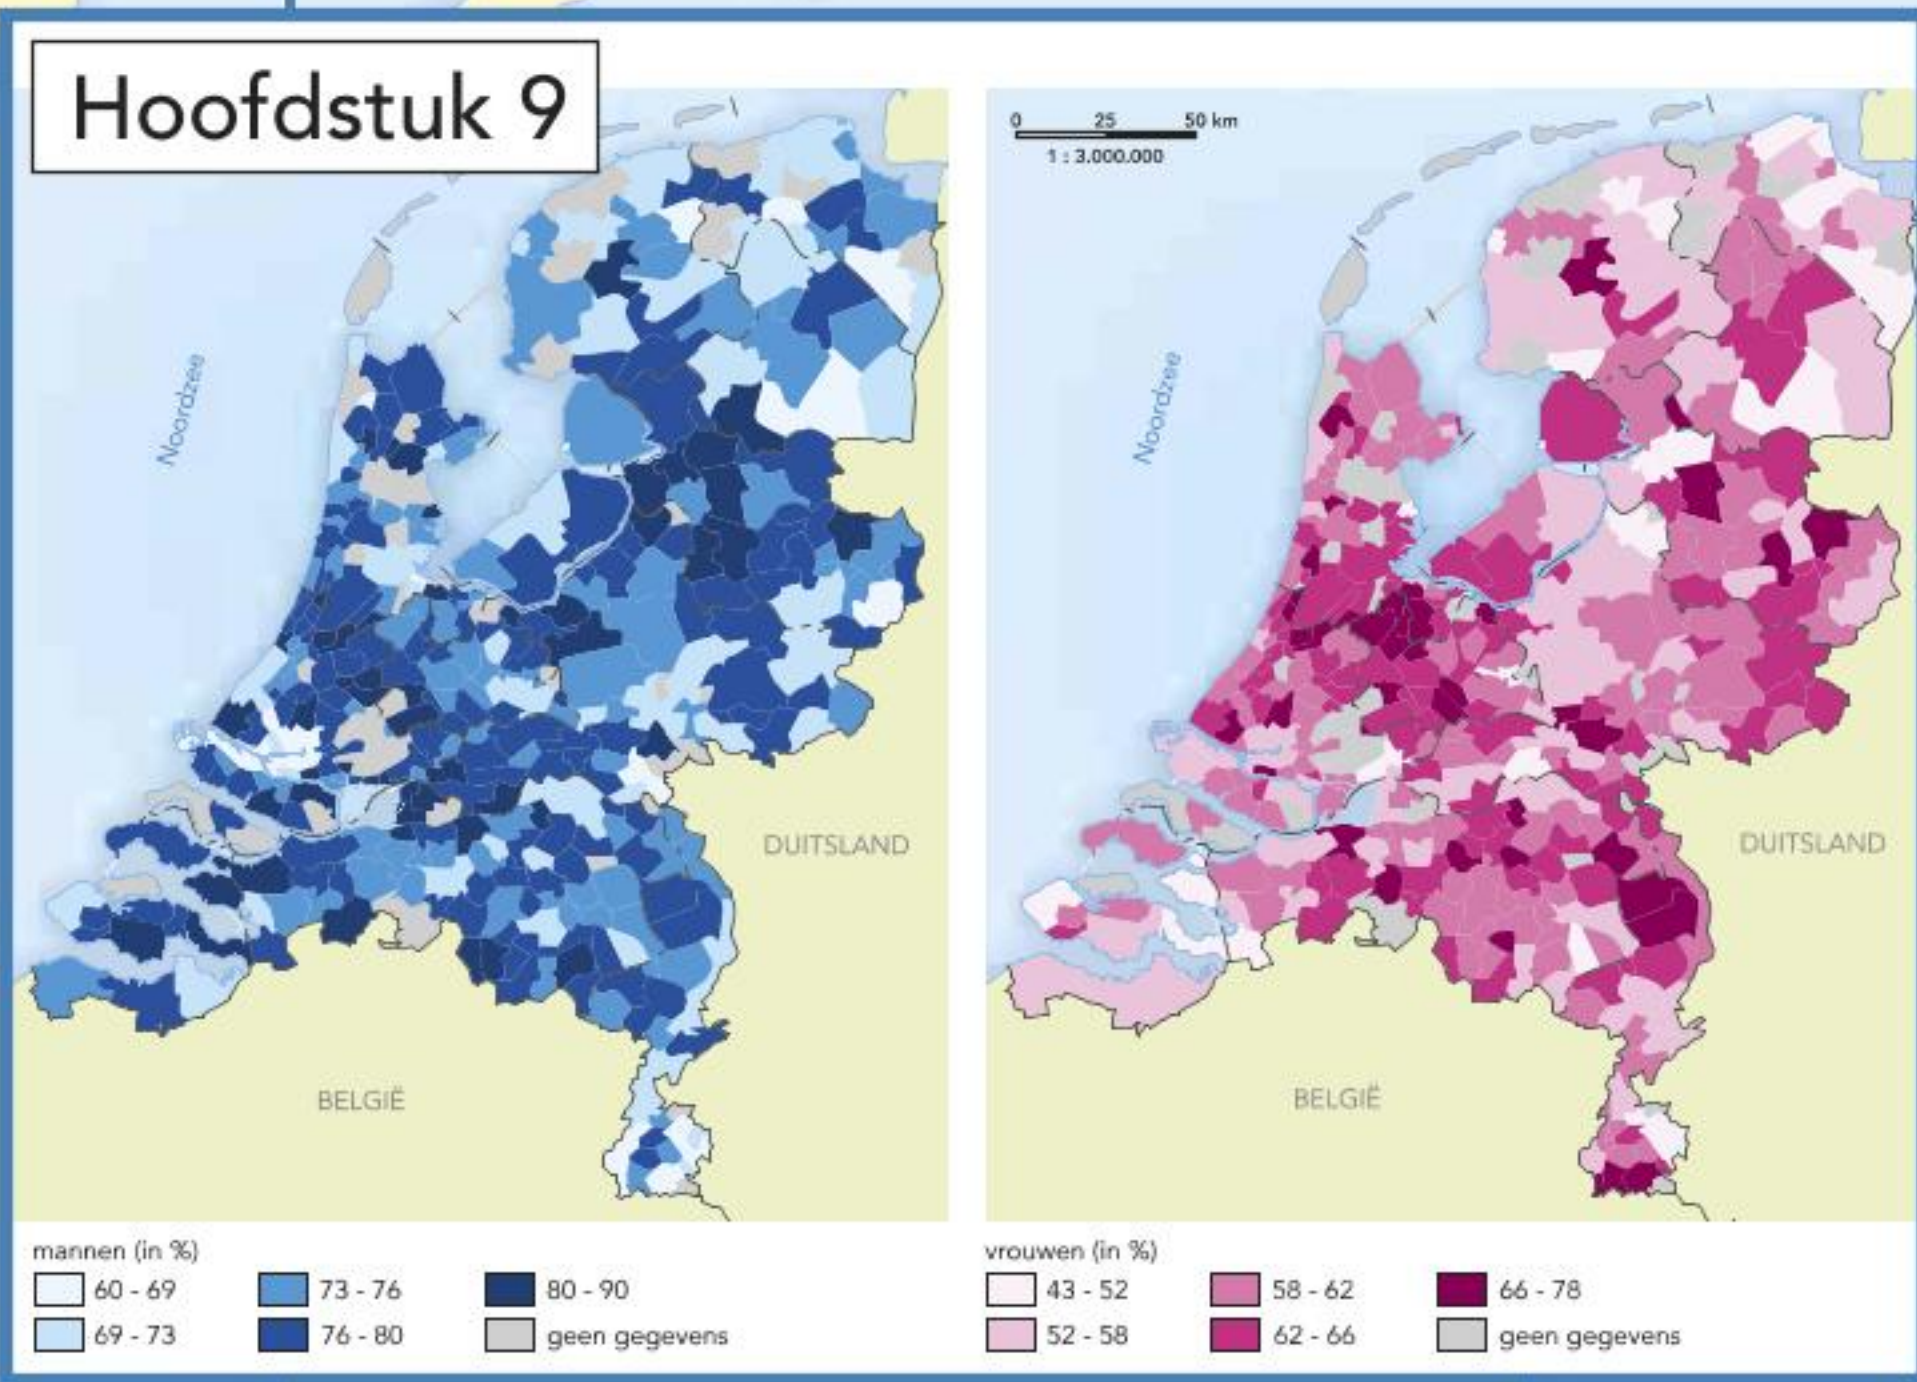 Hoofdstuk 9
Noordzee
DUITSLAND
BELGIË
0 25 50 km
1 : 3.000.000
Noordzee
DUITSLAND
BELGIË
mannen (in %)
60 - 69
69 - 73
73 - 76
76 - 80
80 - 90
geen gegevens
vrouwen (in %)
43 - 52
52 - 58
58 - 62
62 - 66
66 - 78
geen gegevens